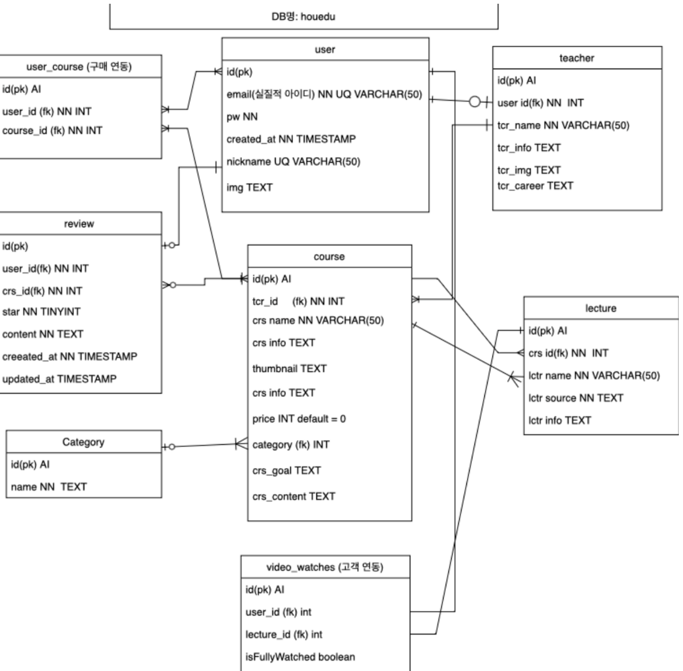 DB명: houedu
user_course (구매 연동)
id(pk) AI
user_id (fk) NN INT
course_id (fk) NN INT
user
id(pk)
email(실질적 아이디) NN UQ VARCHAR(50)
pw NN
created_at NN TIMESTAMP
nickname UQ VARCHAR(50)
img TEXT
teacher
id(pk) AI
user id(fk) NN INT
tcr_name NN VARCHAR(50)
tcr_info TEXT
tcr_img TEXT
tcr_career TEXT
review
id(pk)
user_id(fk) NN INT
crs_id(fk) NN INT
star NN TINYINT
content NN TEXT
creeated_at NN TIMESTAMP
updated_at TIMESTAMP
course
id(pk) AI
tcr_id (fk) NN INT
crs name NN VARCHAR(50)
crs info TEXT
thumbnail TEXT
crs info TEXT
price INT default = 0
category (fk) INT
crs_goal TEXT
crs_content TEXT
lecture
id(pk) AI
crs id(fk) NN INT
lctr name NN VARCHAR(50)
lctr source NN TEXT
lctr info TEXT
Category
id(pk) AI
name NN TEXT
video_watches (고객 연동)
id(pk) AI
user_id (fk) int
lecture_id (fk) int
isFullyWatched boolean